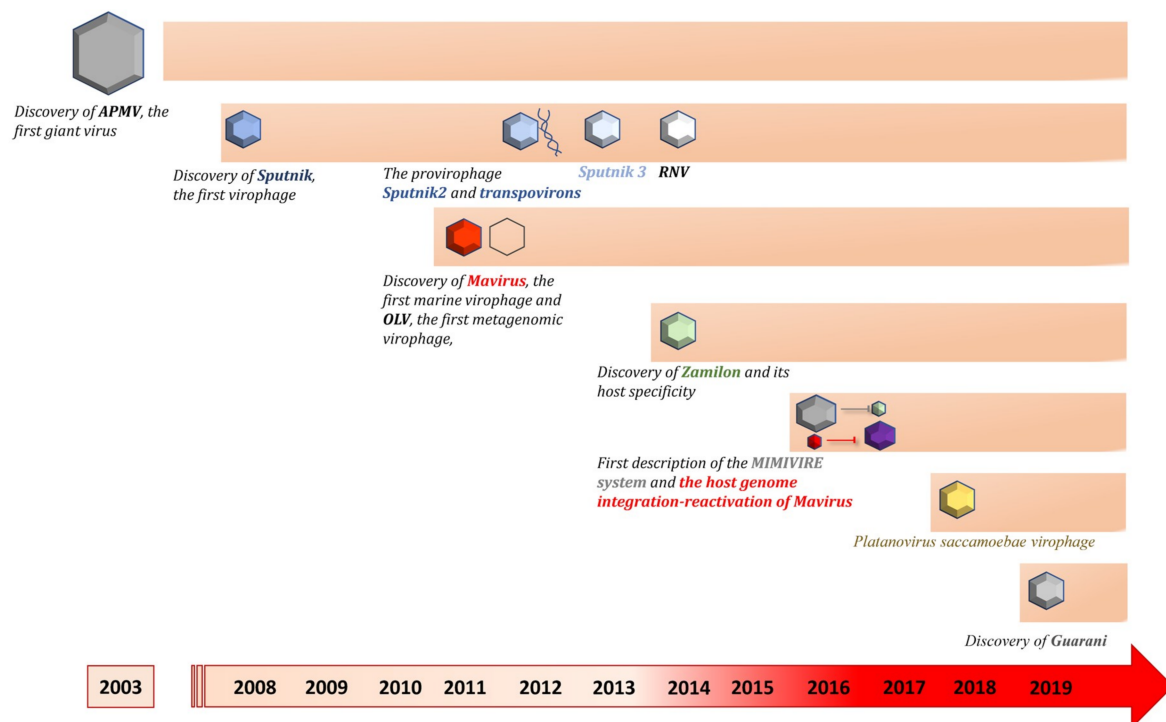 Discovery of APMV, the
first giant virus
Discovery of Sputnik,
the first virophage
The provirophage
Sputnik2 and transpovirons
Sputnik 3
RNV
Discovery of Mavirus, the
first marine virophage and
OLV, the first metagenomic
virophage,
Discovery of Zamilon and its
host specificity
First description of the MIMIVIRE
system and the host genome
integration-reactivation of Mavirus
Platanovirus saccamoebae virophage
Discovery of Guarani
2003 2008 2009 2010 2011 2012 2013 2014 2015 2016 2017 2018 2019